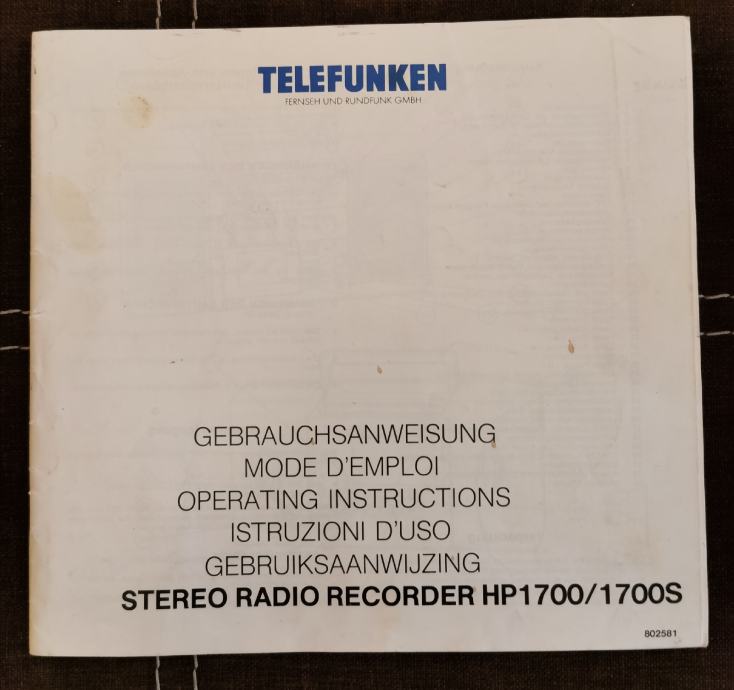 TELEFUNKEN
FERNSEH UND RUNDFUNK GMBH
GEBRAUCHSANWEISUNG
MODE D'EMPLOI
OPERATING INSTRUCTIONS
ISTRUZIONI D'USO
GEBRUIKSAANWIJZING
STEREO RADIO RECORDER HP1700/1700S
802581